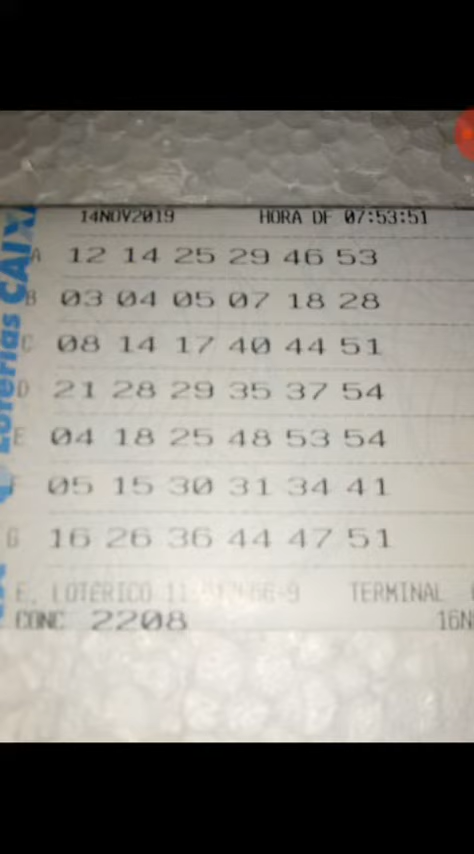 14NOV2019 HORA DF 07:53:51
A 12 14 25 29 46 53
B 03 04 05 07 18 28
C 08 14 17 40 44 51
D 21 28 29 35 37 54
E 04 18 25 48 53 54
F 05 15 30 31 34 41
G 16 26 36 44 47 51
E. LOTÉRICO TERMINAL
CONC 2208 16N
Loterias CAIXA